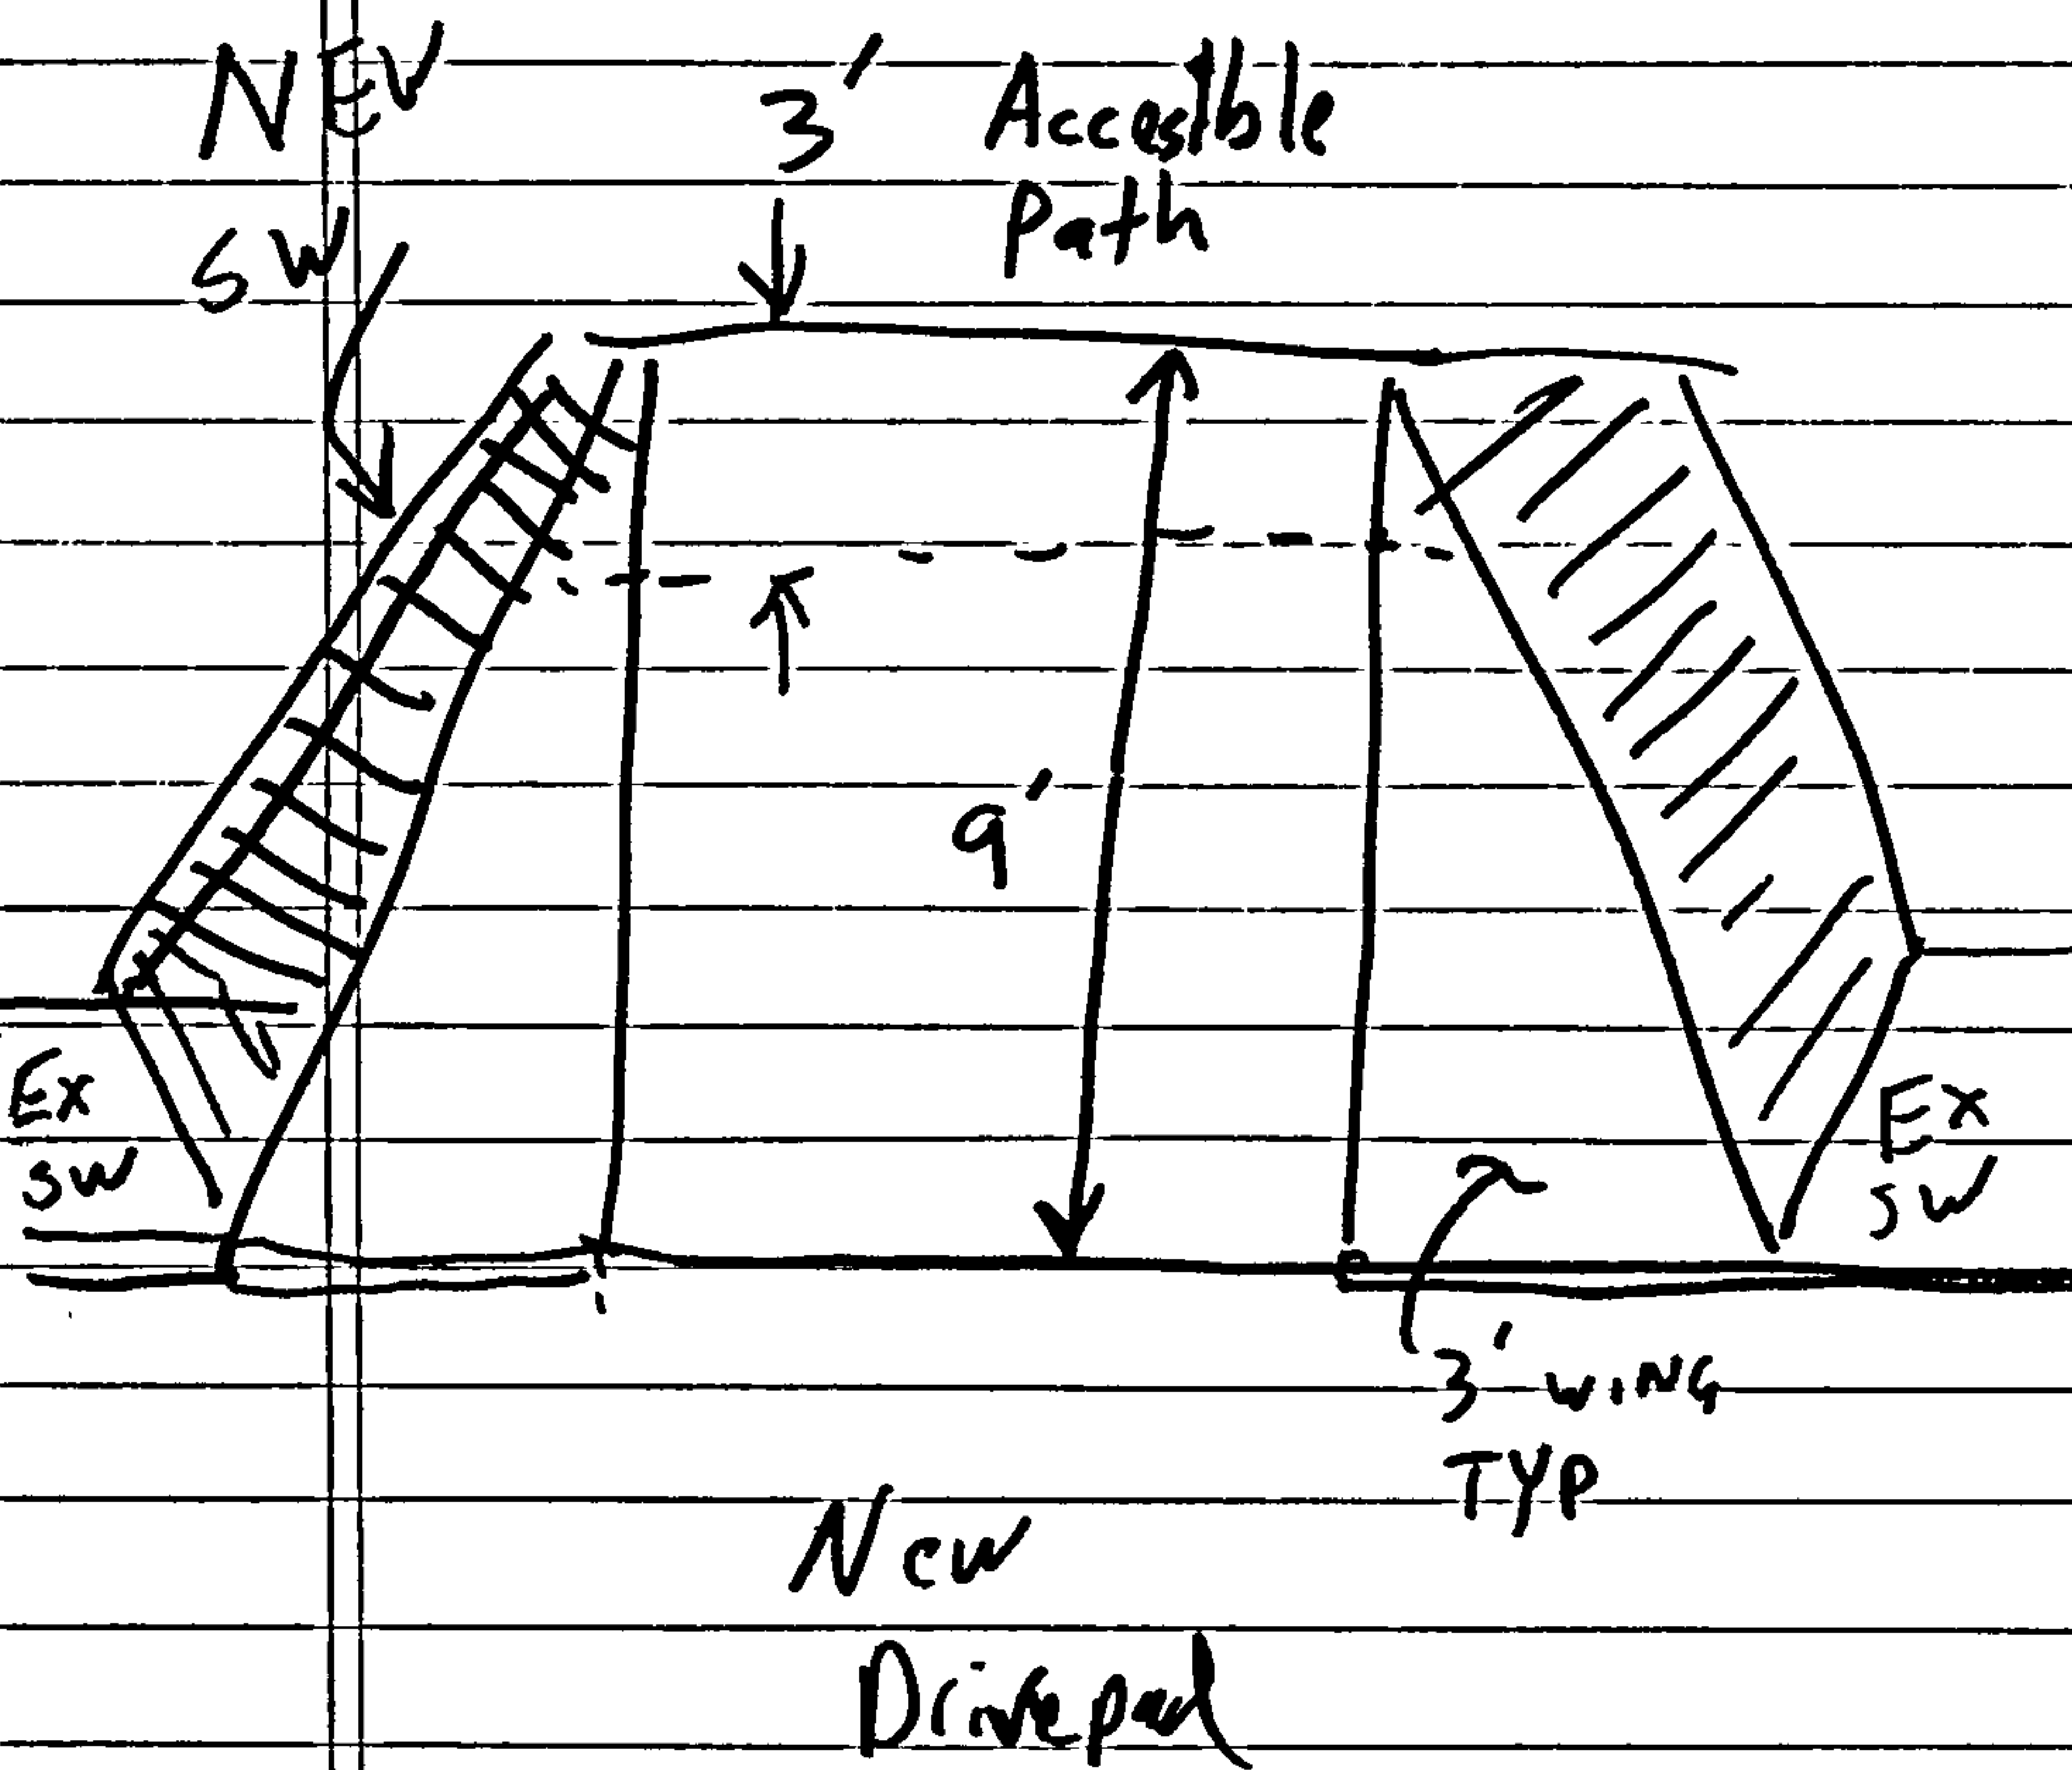 NEW
SW
3' Accesible
Path
9'
Ex
SW
Ex
SW
3' WING
TYP
New
Drivepad